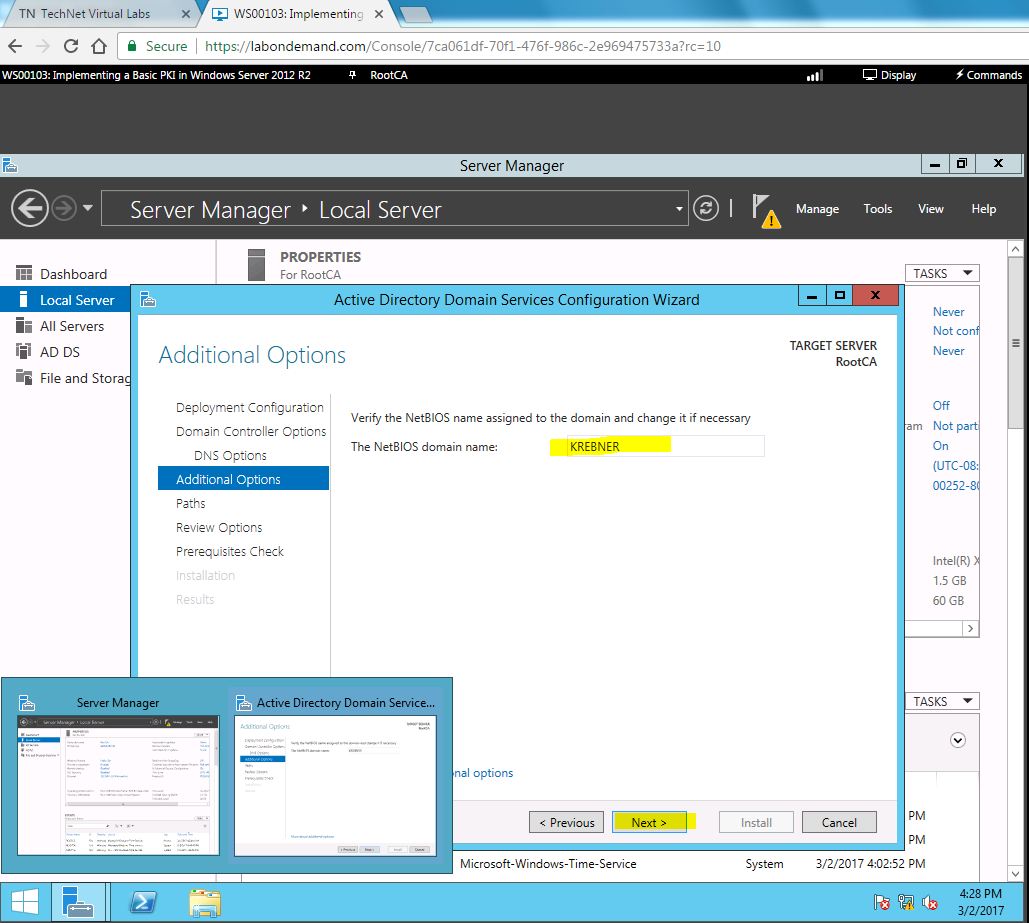 TN TechNet Virtual Labs
WS00103: Implementing
Secure https://labondemand.com/Console/7ca061df-70f1-476f-986c-2e969475733a?rc=10
WS00103: Implementing a Basic PKI in Windows Server 2012 R2 RootCA Display Commands
Server Manager
Server Manager ‣ Local Server Manage Tools View Help
Dashboard
Local Server
All Servers
AD DS
File and Storag
PROPERTIES
For RootCA
TASKS
Never
Not conf
Never
Off
am Not parti
On
(UTC-08:
00252-80
Intel(R) X
1.5 GB
60 GB
TASKS
Active Directory Domain Services Configuration Wizard
Additional Options
TARGET SERVER
RootCA
Deployment Configuration
Domain Controller Options
DNS Options
Additional Options
Paths
Review Options
Prerequisites Check
Installation
Results
Verify the NetBIOS name assigned to the domain and change it if necessary
The NetBIOS domain name: KREBNER
nal options
< Previous Next > Install Cancel
PM
PM
Microsoft-Windows-Time-Service System 3/2/2017 4:02:52 PM
Server Manager
Active Directory Domain Service...
4:28 PM
3/2/2017